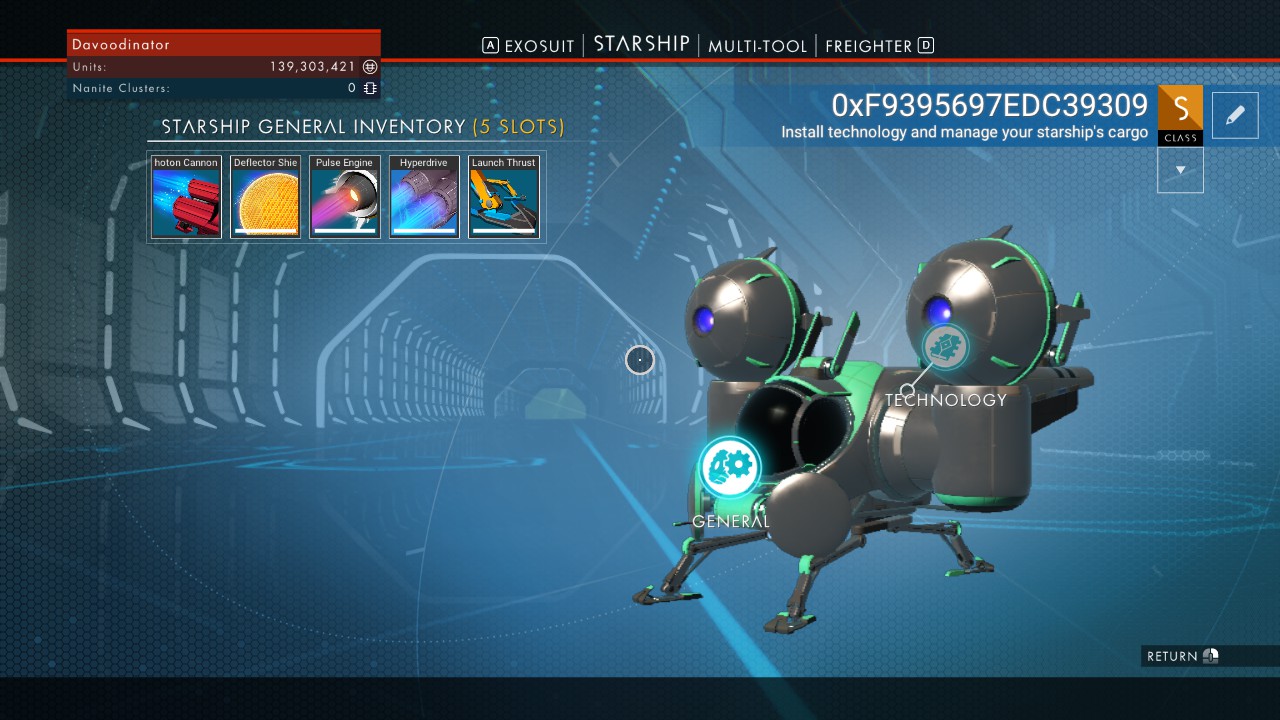 Davoodinator
Units: 139,303,421
Nanite Clusters: 0
A EXOSUIT STARSHIP MULTI-TOOL FREIGHTER D
0xF9395697EDC39309
Install technology and manage your starship's cargo
S
CLASS
STARSHIP GENERAL INVENTORY (5 SLOTS)
hoton Cannon Deflector Shie Pulse Engine Hyperdrive Launch Thrust
TECHNOLOGY
GENERAL
RETURN